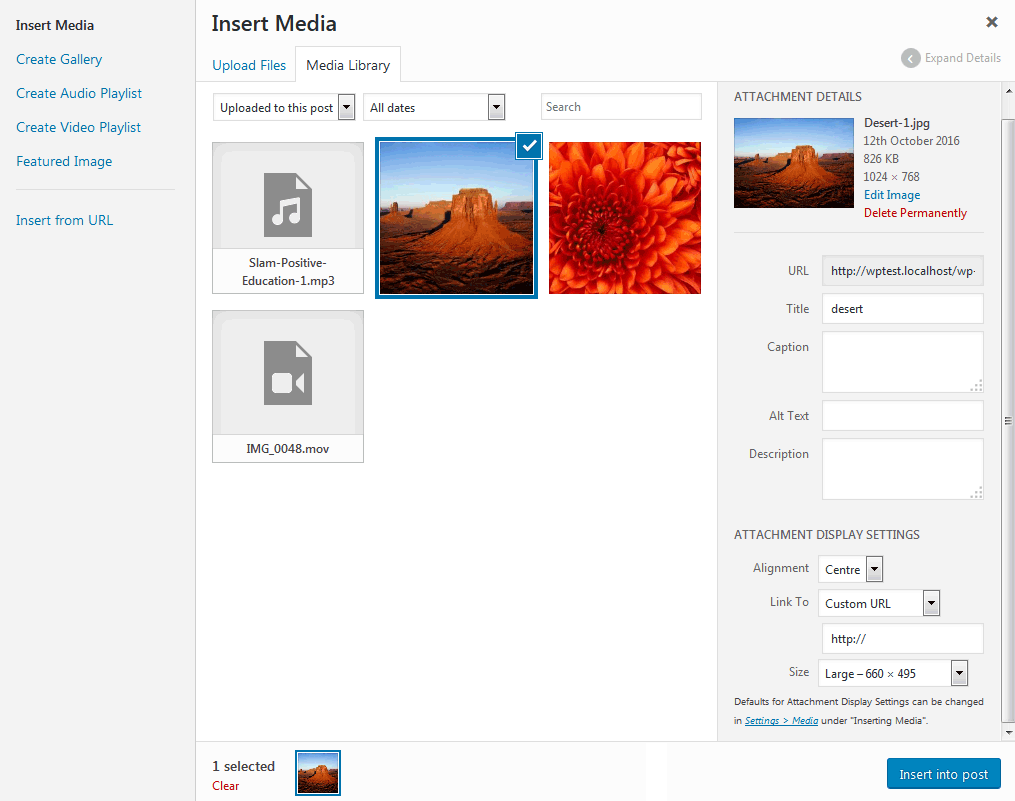 Insert Media
Create Gallery
Create Audio Playlist
Create Video Playlist
Featured Image
Insert from URL
Insert Media
Expand Details
Upload Files
Media Library
Uploaded to this post
All dates
Search
Slam-Positive-
Education-1.mp3
IMG_0048.mov
ATTACHMENT DETAILS
Desert-1.jpg
12th October 2016
826 KB
1024 × 768
Edit Image
Delete Permanently
URL
http://wptest.localhost/wp-
Title
desert
Caption
Alt Text
Description
ATTACHMENT DISPLAY SETTINGS
Alignment
Centre
Link To
Custom URL
http://
Size
Large – 660 × 495
Defaults for Attachment Display Settings can be changed
in Settings > Media under "Inserting Media".
1 selected
Clear
Insert into post